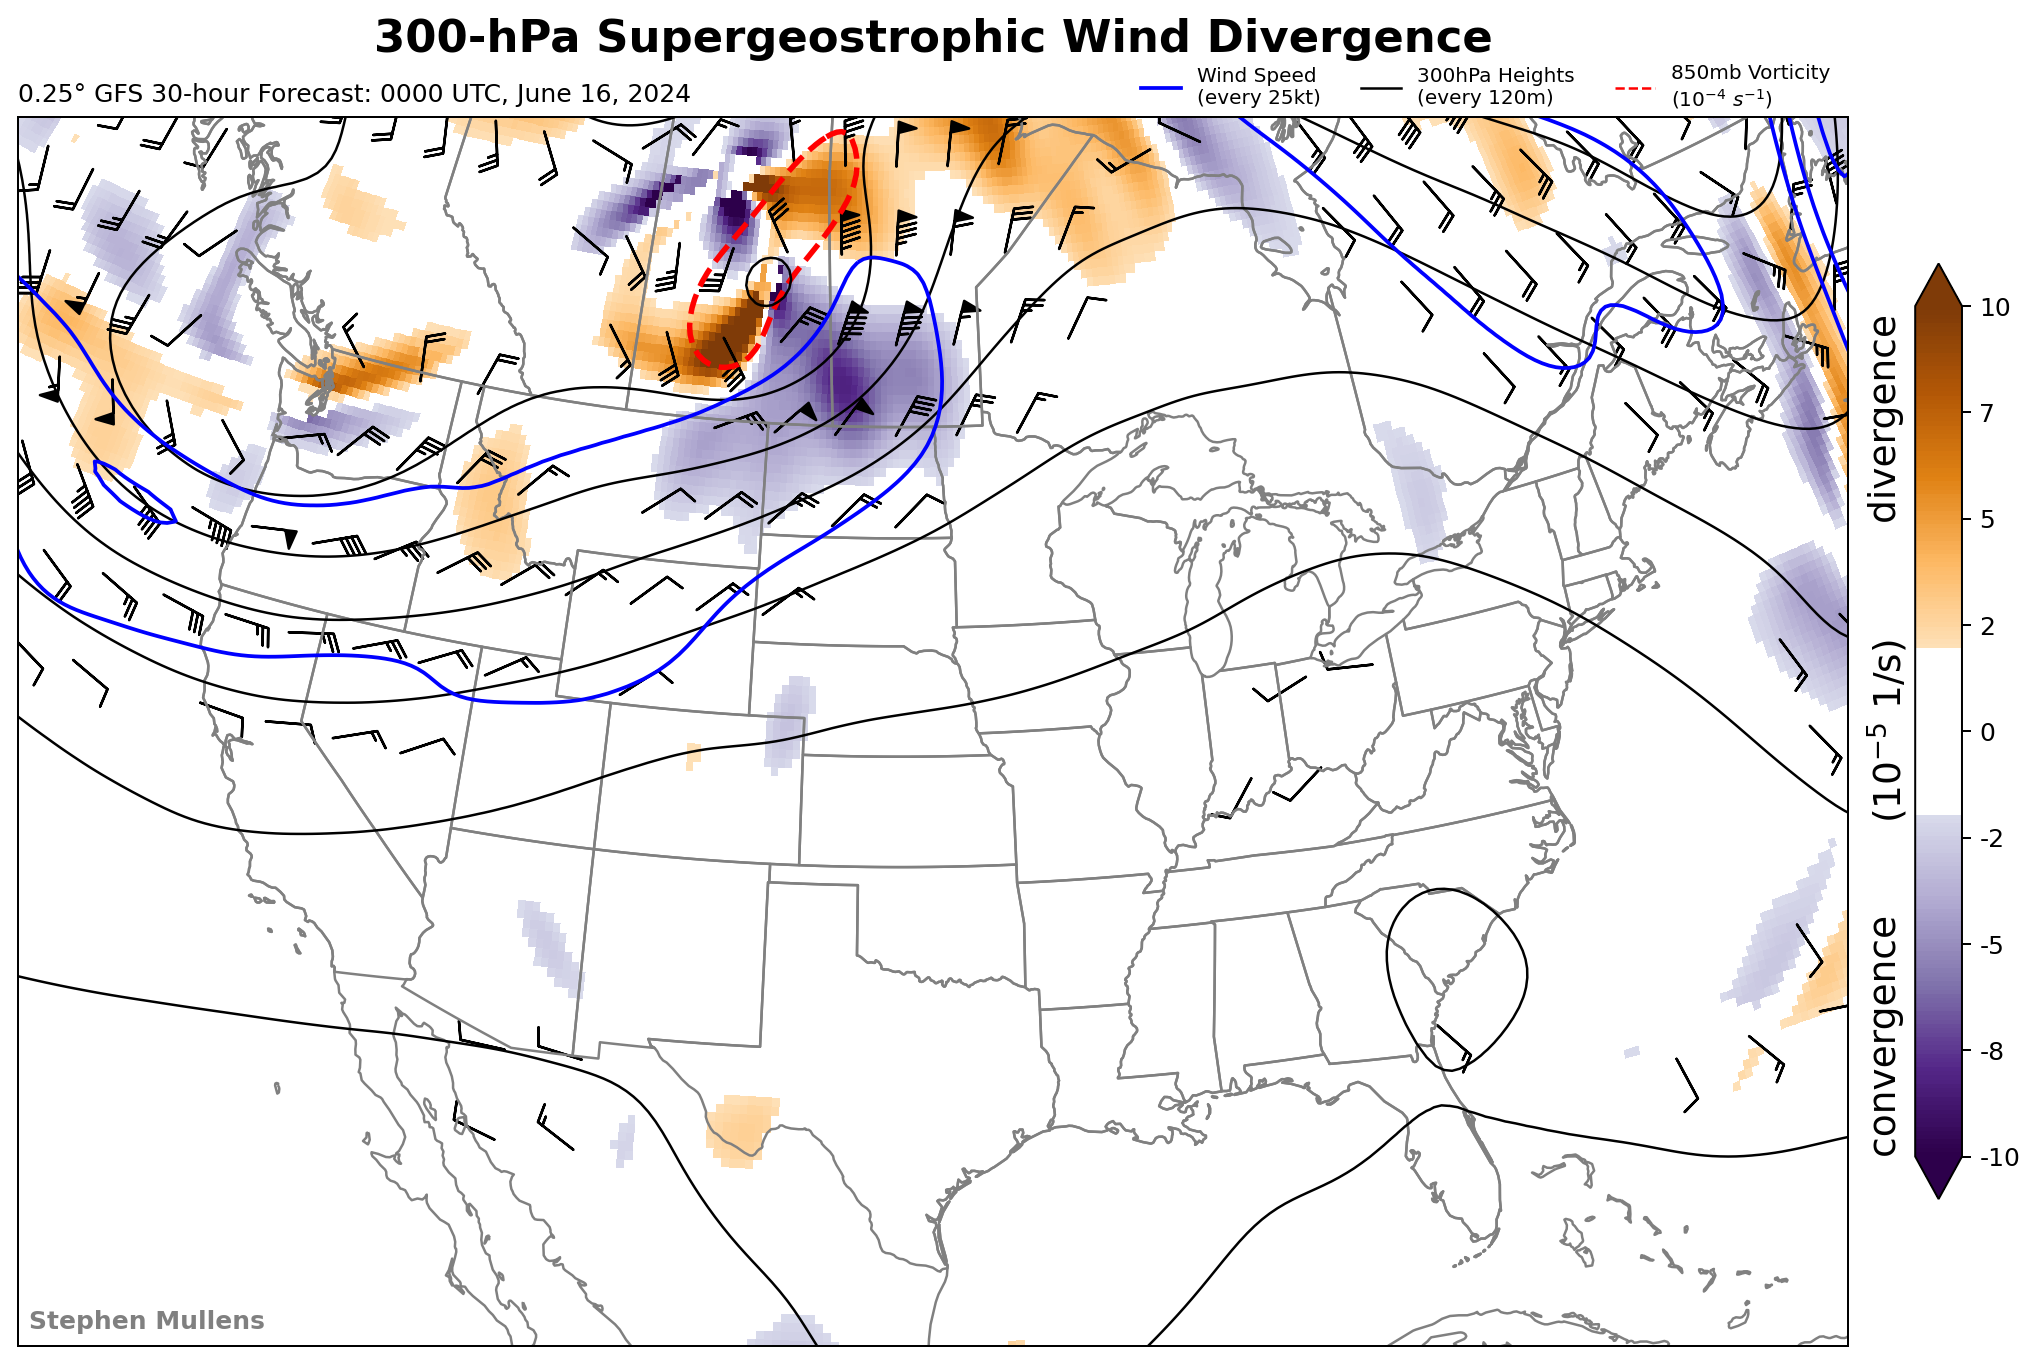 300-hPa Supergeostrophic Wind Divergence
0.25° GFS 30-hour Forecast: 0000 UTC, June 16, 2024
Wind Speed
(every 25kt)
300hPa Heights
(every 120m)
850mb Vorticity
(10⁻⁴ s⁻¹)
10
7
5
2
0
-2
-5
-8
-10
convergence (10⁻⁵ 1/s) divergence
Stephen Mullens